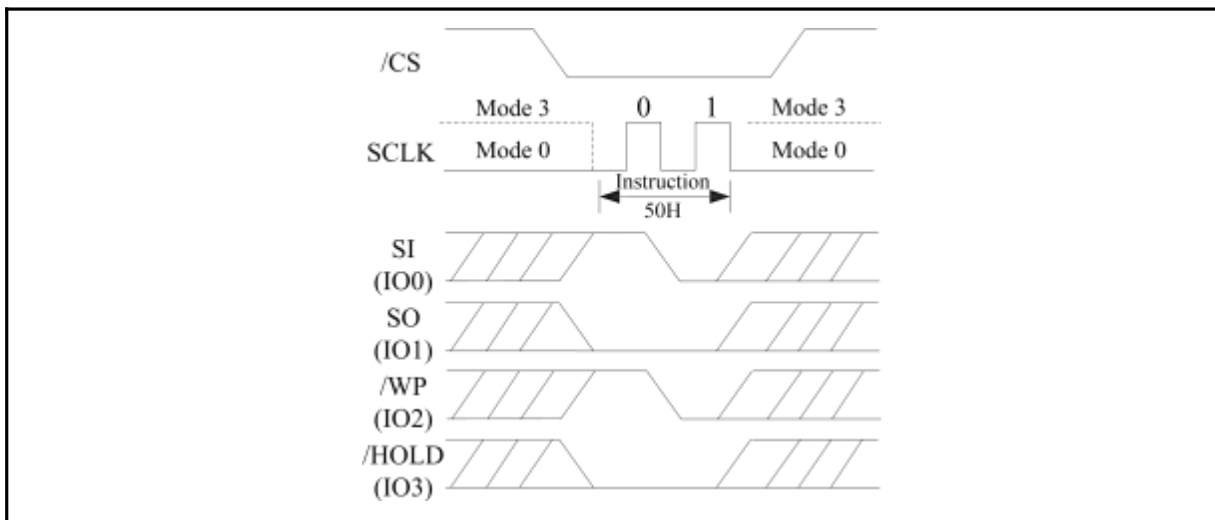 /CS
Mode 3 0 1 Mode 3
SCLK Mode 0 Mode 0
Instruction
50H
SI
(IO0)
SO
(IO1)
/WP
(IO2)
/HOLD
(IO3)